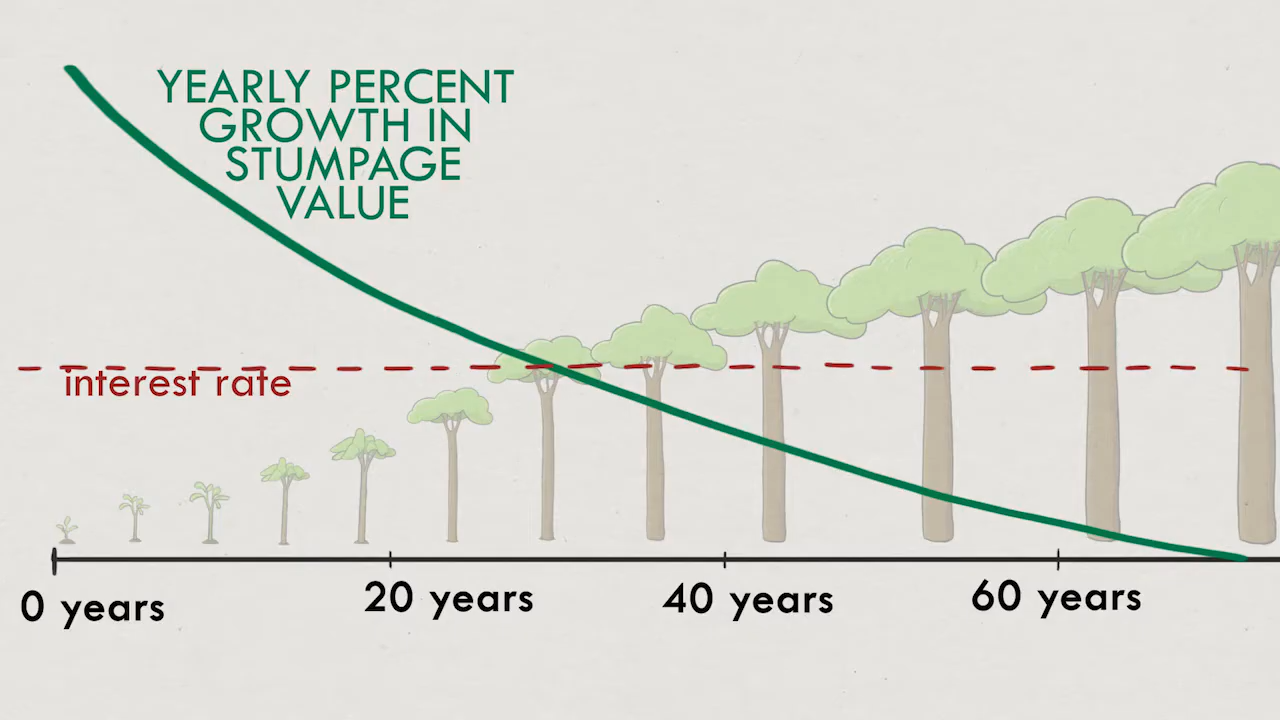 YEARLY PERCENT
GROWTH IN
STUMPAGE
VALUE
interest rate
0 years
20 years
40 years
60 years